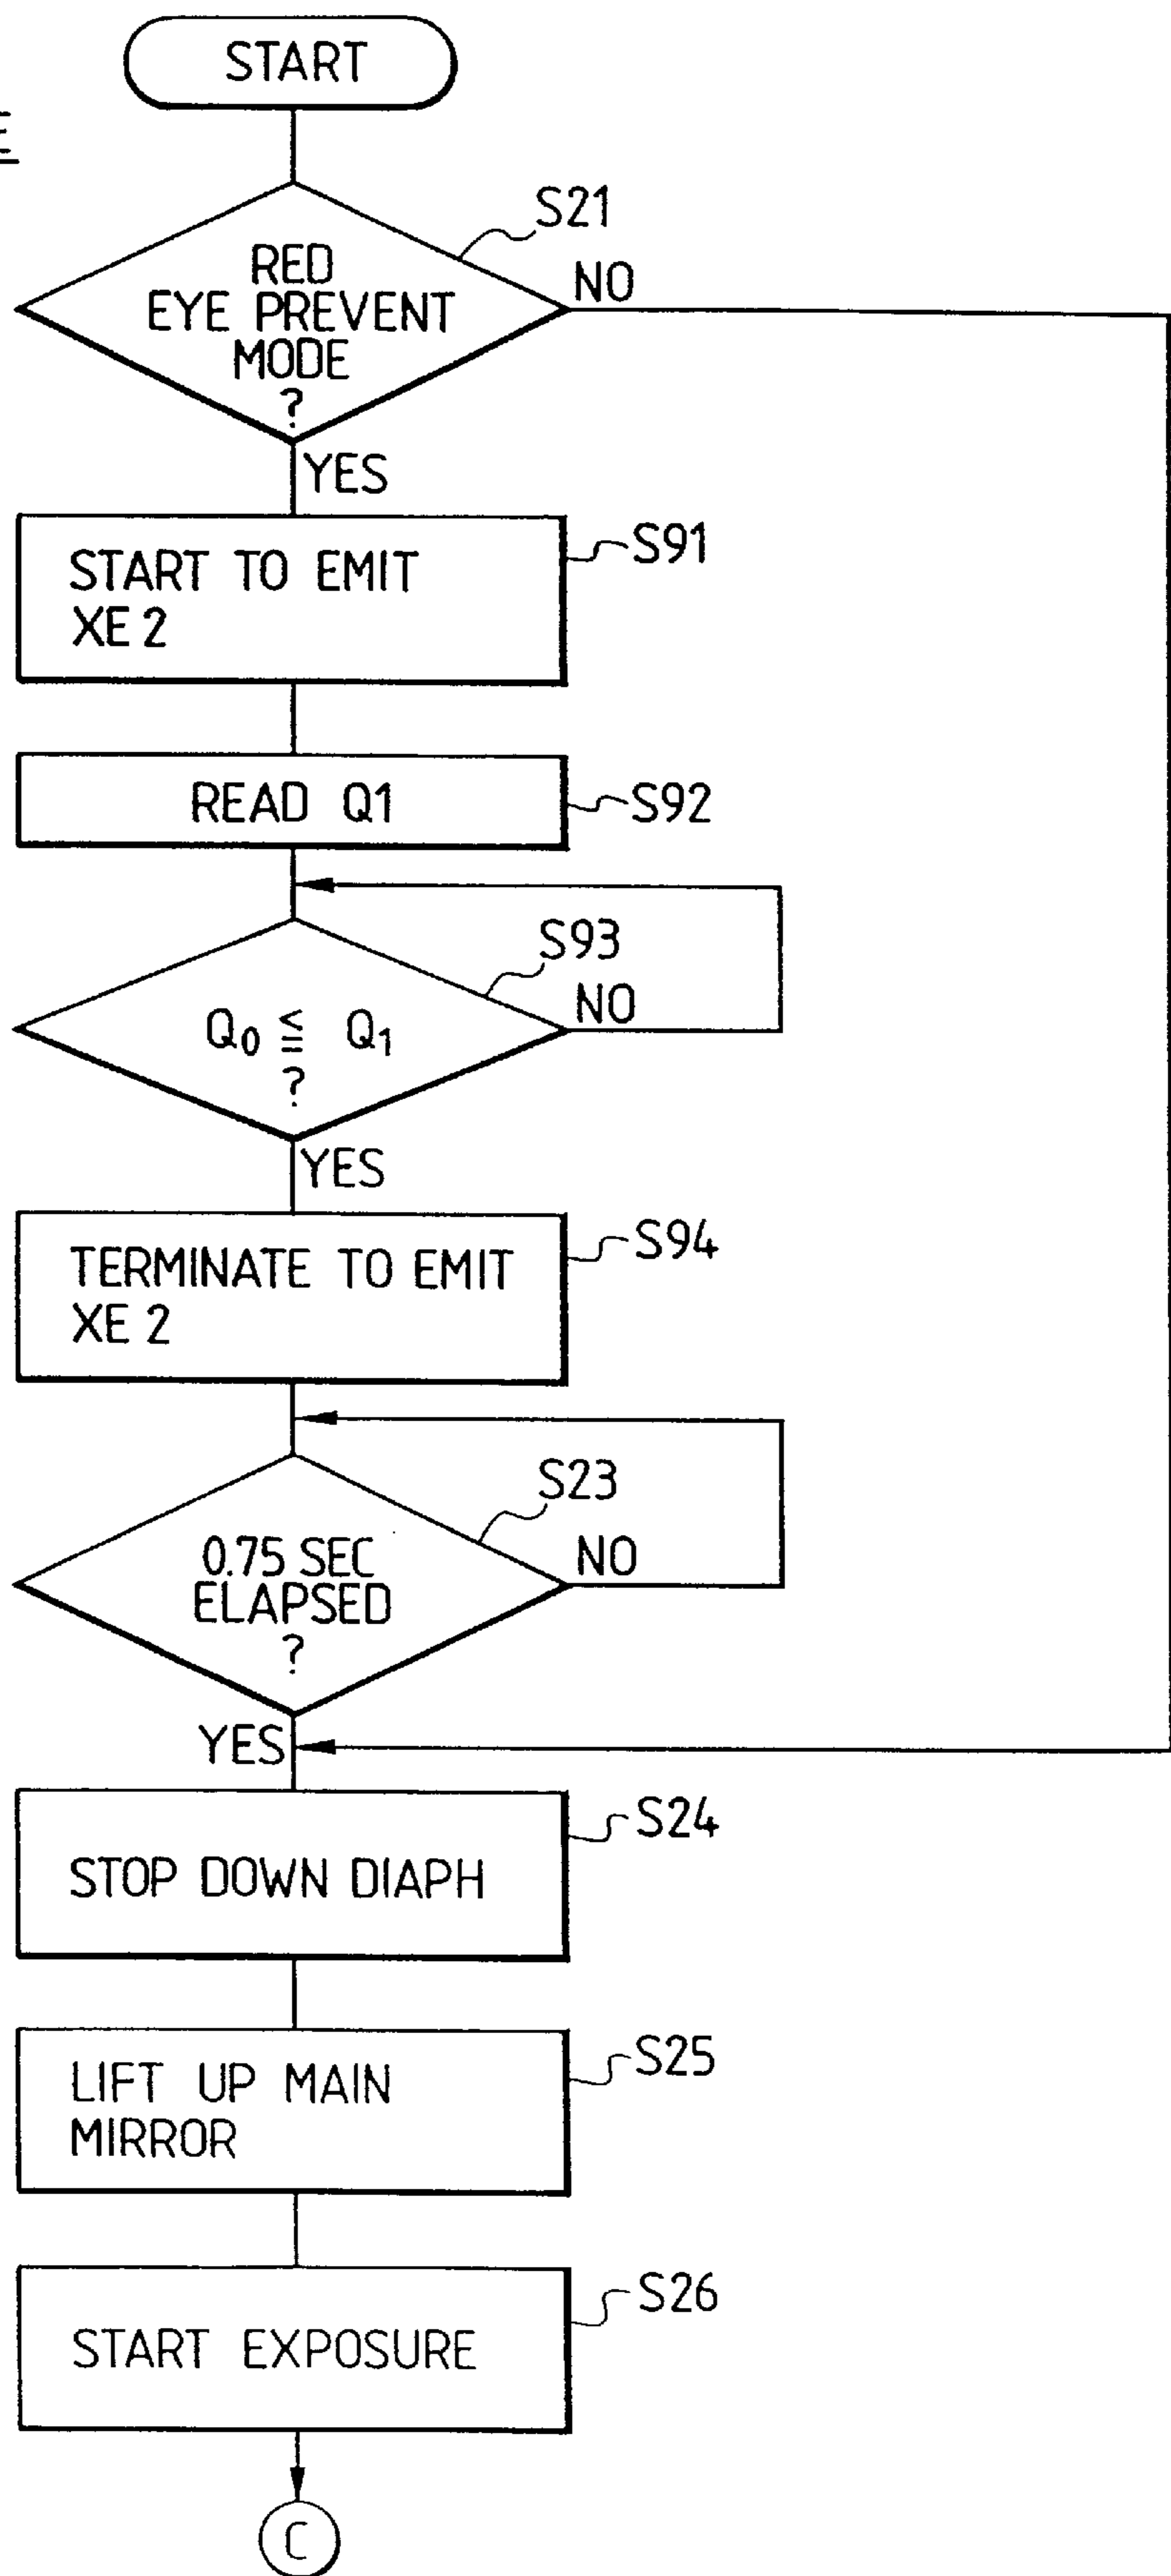 START
E
S21
RED
EYE PREVENT
MODE
?
NO
YES
START TO EMIT
XE 2
S91
READ Q1
S92
S93
Q₀ ≦ Q₁
?
NO
YES
TERMINATE TO EMIT
XE 2
S94
S23
0.75 SEC
ELAPSED
?
NO
YES
S24
STOP DOWN DIAPH
S25
LIFT UP MAIN
MIRROR
S26
START EXPOSURE
C